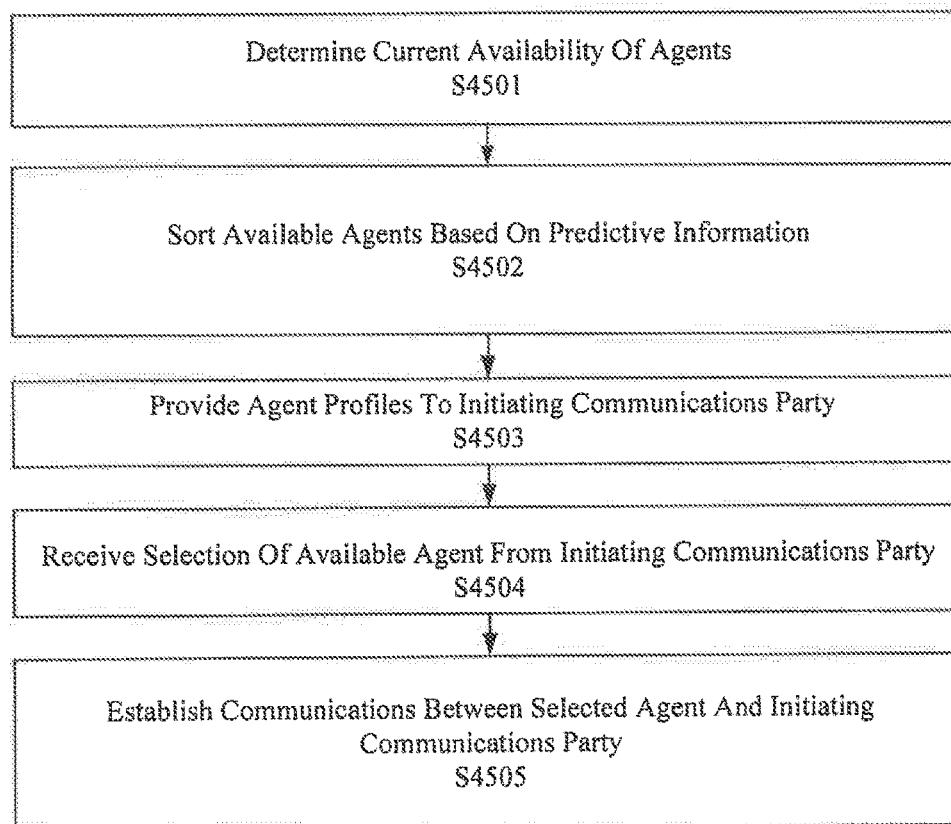 Determine Current Availability Of Agents
S4501
Sort Available Agents Based On Predictive Information
S4502
Provide Agent Profiles To Initiating Communications Party
S4503
Receive Selection Of Available Agent From Initiating Communications Party
S4504
Establish Communications Between Selected Agent And Initiating
Communications Party
S4505